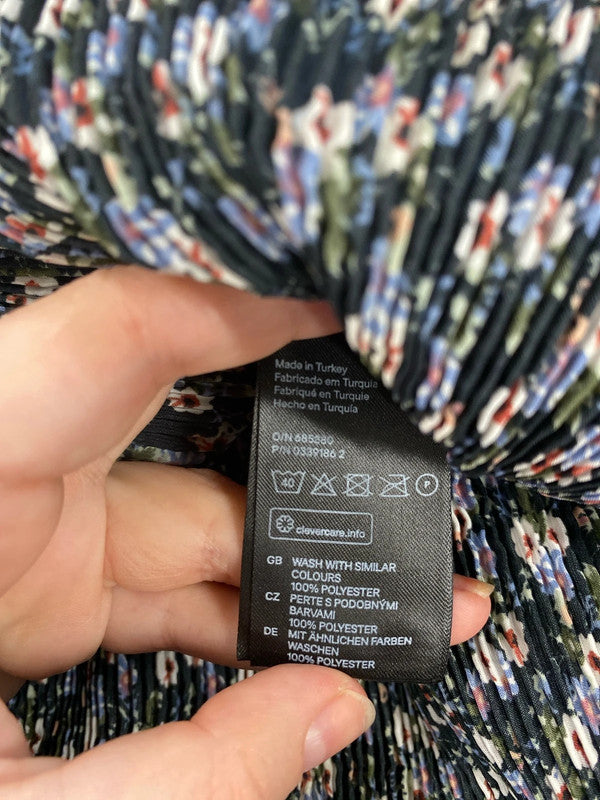 Made in Turkey
Fabricado em Turquia
Fabriqué en Turquie
Hecho en Turquía
O/N 685580
P/N 0339186 2
40 P
clevercare.info
GB WASH WITH SIMILAR
COLOURS
100% POLYESTER
CZ PERTE S PODOBNÝMI
BARVAMI
100% POLYESTER
DE MIT ÄHNLICHEN FARBEN
WASCHEN
100% POLYESTER